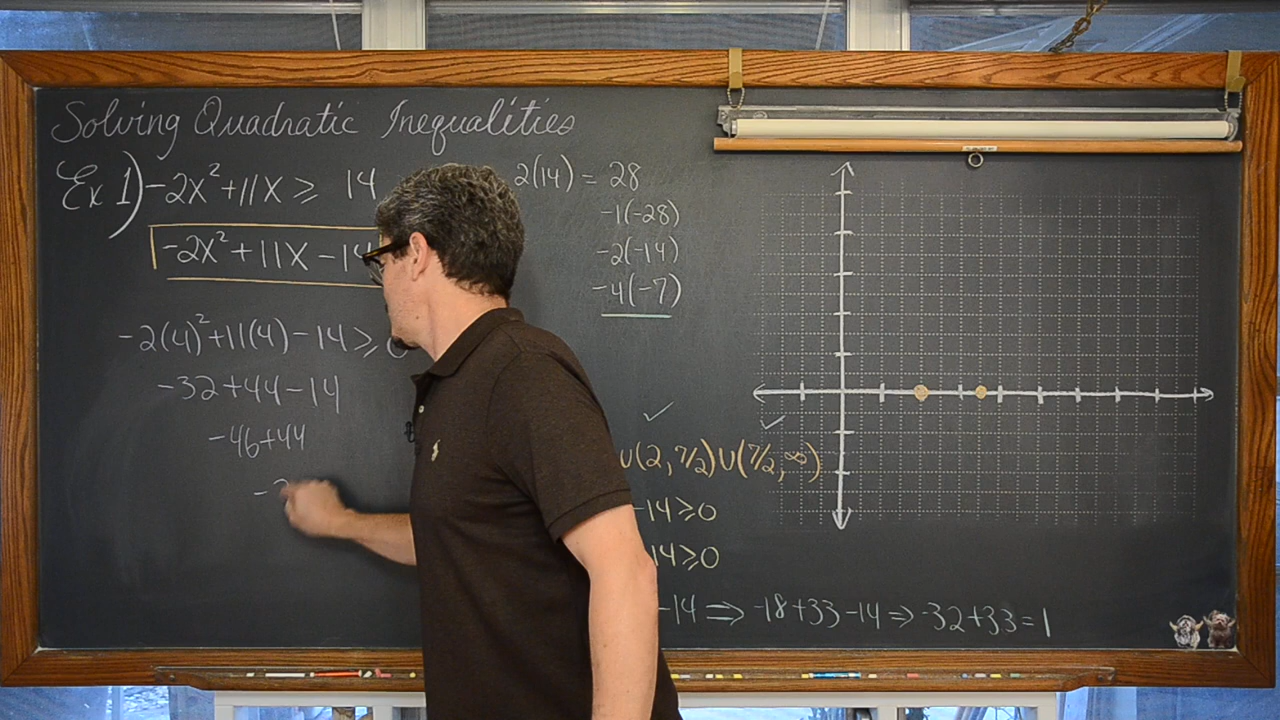 Solving Quadratic Inequalities
Ex 1) -2x²+11x ≥ 14
-2x²+11x-14
-2(4)²+11(4)-14≥0
-32+44-14
-46+44
-2
2(14) = 28
-1(-28)
-2(-14)
-4(-7)
✓ ✓
∪(2, 7/2)∪(7/2, ∞)
-14≥0
14≥0
-14 ⇒ -18+33-14 ⇒ -32+33=1